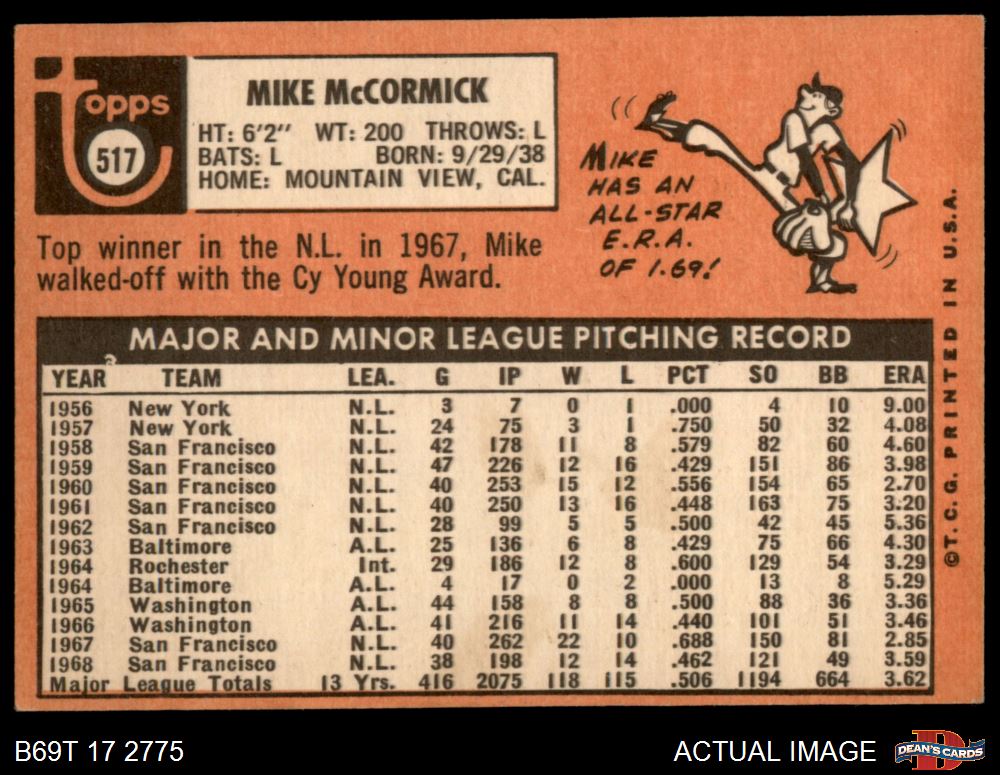 Topps
517
MIKE McCORMICK
HT: 6'2" WT: 200 THROWS: L
BATS: L BORN: 9/29/38
HOME: MOUNTAIN VIEW, CAL.
Top winner in the N.L. in 1967, Mike
walked-off with the Cy Young Award.
MIKE
HAS AN
ALL-STAR
E.R.A.
OF 1.69!
MAJOR AND MINOR LEAGUE PITCHING RECORD
YEAR TEAM LEA. G IP W L PCT SO BB ERA
1956 New York N.L. 3 7 0 1 .000 4 10 9.00
1957 New York N.L. 24 75 3 1 .750 50 32 4.08
1958 San Francisco N.L. 42 178 11 8 .579 82 60 4.60
1959 San Francisco N.L. 47 226 12 16 .429 151 86 3.98
1960 San Francisco N.L. 40 253 15 12 .556 154 65 2.70
1961 San Francisco N.L. 40 250 13 16 .448 163 75 3.20
1962 San Francisco N.L. 28 99 5 5 .500 42 45 5.36
1963 Baltimore A.L. 25 136 6 8 .429 75 66 4.30
1964 Rochester Int. 29 186 12 8 .600 129 54 3.29
1964 Baltimore A.L. 4 17 0 2 .000 13 8 5.29
1965 Washington A.L. 44 158 8 8 .500 88 36 3.36
1966 Washington A.L. 41 216 11 14 .440 101 51 3.46
1967 San Francisco N.L. 40 262 22 10 .688 150 81 2.85
1968 San Francisco N.L. 38 198 12 14 .462 121 49 3.59
Major League Totals 13 Yrs. 416 2075 118 115 .506 1194 664 3.62
©T.C.G. PRINTED IN U.S.A.
B69T 17 2775
ACTUAL IMAGE
DEAN'S CARDS